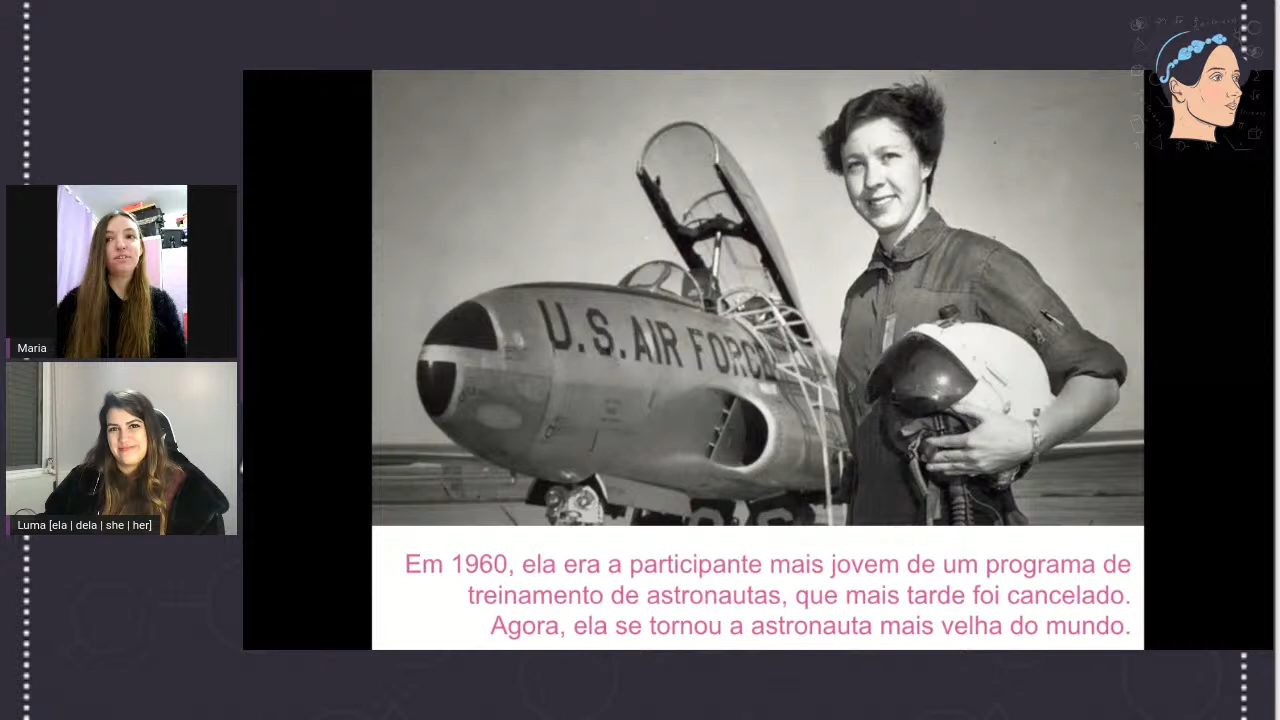 Maria
Luma [ela | dela | she | her]
U.S. AIR FORCE
Em 1960, ela era a participante mais jovem de um programa de
treinamento de astronautas, que mais tarde foi cancelado.
Agora, ela se tornou a astronauta mais velha do mundo.